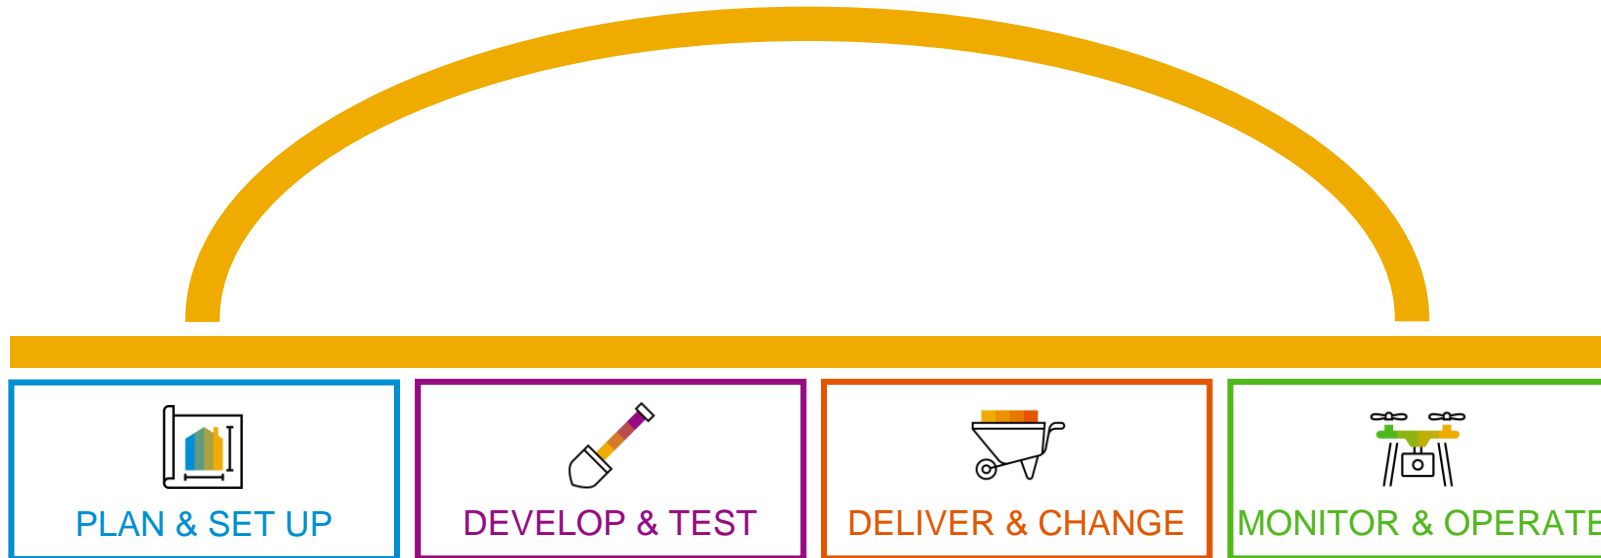 PLAN & SET UP
DEVELOP & TEST
DELIVER & CHANGE
MONITOR & OPERATE